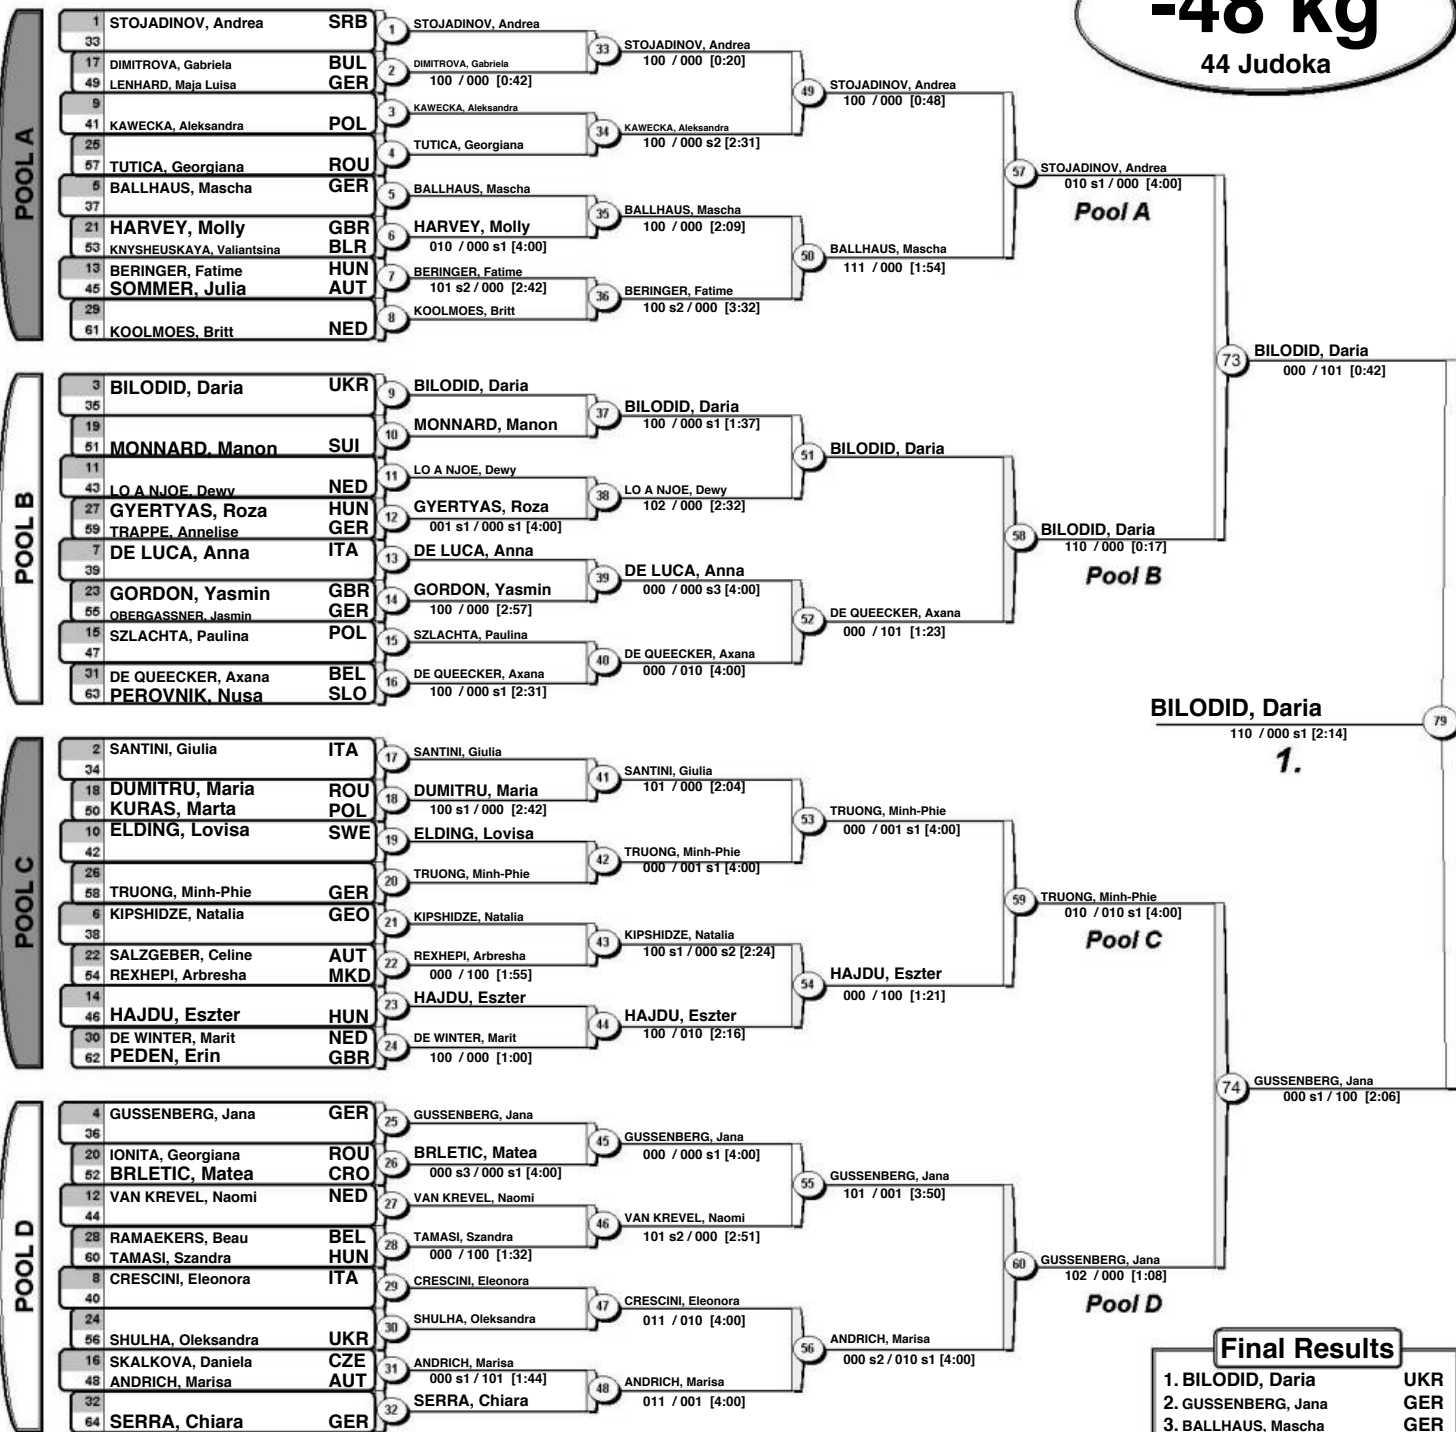 -48 kg
44 Judoka
POOL A
1 STOJADINOV, Andrea SRB
33
17 DIMITROVA, Gabriela BUL
49 LENHARD, Maja Luisa GER
9
41 KAWECKA, Aleksandra POL
25
57 TUTICA, Georgiana ROU
5 BALLHAUS, Mascha GER
37
21 HARVEY, Molly GBR
53 KNYSHEUSKAYA, Valiantsina BLR
13 BERINGER, Fatime HUN
45 SOMMER, Julia AUT
29
61 KOOLMOES, Britt NED
1 STOJADINOV, Andrea
2 DIMITROVA, Gabriela
100 / 000 [0:42]
3 KAWECKA, Aleksandra
4 TUTICA, Georgiana
5 BALLHAUS, Mascha
6 HARVEY, Molly
010 / 000 s1 [4:00]
7 BERINGER, Fatime
101 s2 / 000 [2:42]
8 KOOLMOES, Britt
33 STOJADINOV, Andrea
100 / 000 [0:20]
34 KAWECKA, Aleksandra
100 / 000 s2 [2:31]
35 BALLHAUS, Mascha
100 / 000 [2:09]
36 BERINGER, Fatime
100 s2 / 000 [3:32]
49 STOJADINOV, Andrea
100 / 000 [0:48]
50 BALLHAUS, Mascha
111 / 000 [1:54]
57 STOJADINOV, Andrea
010 s1 / 000 [4:00]
Pool A
POOL B
3 BILODID, Daria UKR
35
19
51 MONNARD, Manon SUI
11
43 LO A NJOE, Dewy NED
27 GYERTYAS, Roza HUN
59 TRAPPE, Annelise GER
7 DE LUCA, Anna ITA
39
23 GORDON, Yasmin GBR
55 OBERGASSNER, Jasmin GER
15 SZLACHTA, Paulina POL
47
31 DE QUEECKER, Axana BEL
63 PEROVNIK, Nusa SLO
9 BILODID, Daria
10 MONNARD, Manon
11 LO A NJOE, Dewy
12 GYERTYAS, Roza
001 s1 / 000 s1 [4:00]
13 DE LUCA, Anna
14 GORDON, Yasmin
100 / 000 [2:57]
15 SZLACHTA, Paulina
16 DE QUEECKER, Axana
100 / 000 s1 [2:31]
37 BILODID, Daria
100 / 000 s1 [1:37]
38 LO A NJOE, Dewy
102 / 000 [2:32]
39 DE LUCA, Anna
000 / 000 s3 [4:00]
40 DE QUEECKER, Axana
000 / 010 [4:00]
51 BILODID, Daria
52 DE QUEECKER, Axana
000 / 101 [1:23]
58 BILODID, Daria
110 / 000 [0:17]
Pool B
73 BILODID, Daria
000 / 101 [0:42]
BILODID, Daria 79
110 / 000 s1 [2:14]
1.
POOL C
2 SANTINI, Giulia ITA
34
18 DUMITRU, Maria ROU
50 KURAS, Marta POL
10 ELDING, Lovisa SWE
42
26
58 TRUONG, Minh-Phie GER
6 KIPSHIDZE, Natalia GEO
38
22 SALZGEBER, Celine AUT
54 REXHEPI, Arbresha MKD
14
46 HAJDU, Eszter HUN
30 DE WINTER, Marit NED
62 PEDEN, Erin GBR
17 SANTINI, Giulia
18 DUMITRU, Maria
100 s1 / 000 [2:42]
19 ELDING, Lovisa
20 TRUONG, Minh-Phie
21 KIPSHIDZE, Natalia
22 REXHEPI, Arbresha
000 / 100 [1:55]
23 HAJDU, Eszter
24 DE WINTER, Marit
100 / 000 [1:00]
41 SANTINI, Giulia
101 / 000 [2:04]
42 TRUONG, Minh-Phie
000 / 001 s1 [4:00]
43 KIPSHIDZE, Natalia
100 s1 / 000 s2 [2:24]
44 HAJDU, Eszter
100 / 010 [2:16]
53 TRUONG, Minh-Phie
000 / 001 s1 [4:00]
54 HAJDU, Eszter
000 / 100 [1:21]
59 TRUONG, Minh-Phie
010 / 010 s1 [4:00]
Pool C
74 GUSSENBERG, Jana
000 s1 / 100 [2:06]
POOL D
4 GUSSENBERG, Jana GER
36
20 IONITA, Georgiana ROU
52 BRLETIC, Matea CRO
12 VAN KREVEL, Naomi NED
44
28 RAMAEKERS, Beau BEL
60 TAMASI, Szandra HUN
8 CRESCINI, Eleonora ITA
40
24
56 SHULHA, Oleksandra UKR
16 SKALKOVA, Daniela CZE
48 ANDRICH, Marisa AUT
32
64 SERRA, Chiara GER
25 GUSSENBERG, Jana
26 BRLETIC, Matea
000 s3 / 000 s1 [4:00]
27 VAN KREVEL, Naomi
28 TAMASI, Szandra
000 / 100 [1:32]
29 CRESCINI, Eleonora
30 SHULHA, Oleksandra
31 ANDRICH, Marisa
000 s1 / 101 [1:44]
32 SERRA, Chiara
45 GUSSENBERG, Jana
000 / 000 s1 [4:00]
46 VAN KREVEL, Naomi
101 s2 / 000 [2:51]
47 CRESCINI, Eleonora
011 / 010 [4:00]
48 ANDRICH, Marisa
011 / 001 [4:00]
55 GUSSENBERG, Jana
101 / 001 [3:50]
56 ANDRICH, Marisa
000 s2 / 010 s1 [4:00]
60 GUSSENBERG, Jana
102 / 000 [1:08]
Pool D
Final Results
1. BILODID, Daria UKR
2. GUSSENBERG, Jana GER
3. BALLHAUS, Mascha GER